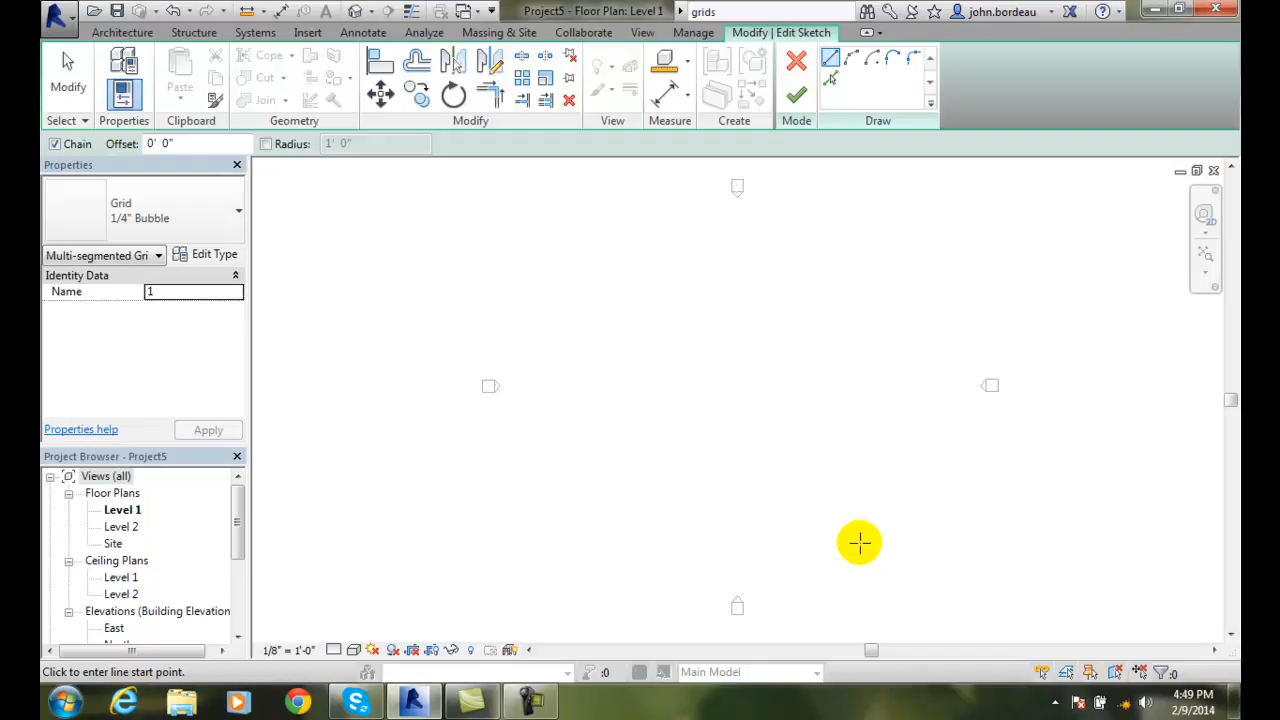 Project5 - Floor Plan: Level 1
grids
john.bordeau
Architecture Structure Systems Insert Annotate Analyze Massing & Site Collaborate View Manage Modify | Edit Sketch
Modify
Paste
Cope
Cut
Join
Select Properties Clipboard Geometry Modify View Measure Create Mode Draw
Chain Offset: 0' 0" Radius: 1' 0"
Properties
Grid
1/4" Bubble
Multi-segmented Gri Edit Type
Identity Data
Name 1
Properties help Apply
Project Browser - Project5
Views (all)
Floor Plans
Level 1
Level 2
Site
Ceiling Plans
Level 1
Level 2
Elevations (Building Elevation
East
1/8" = 1'-0"
Click to enter line start point.
:0
Main Model
:0
4:49 PM
2/9/2014